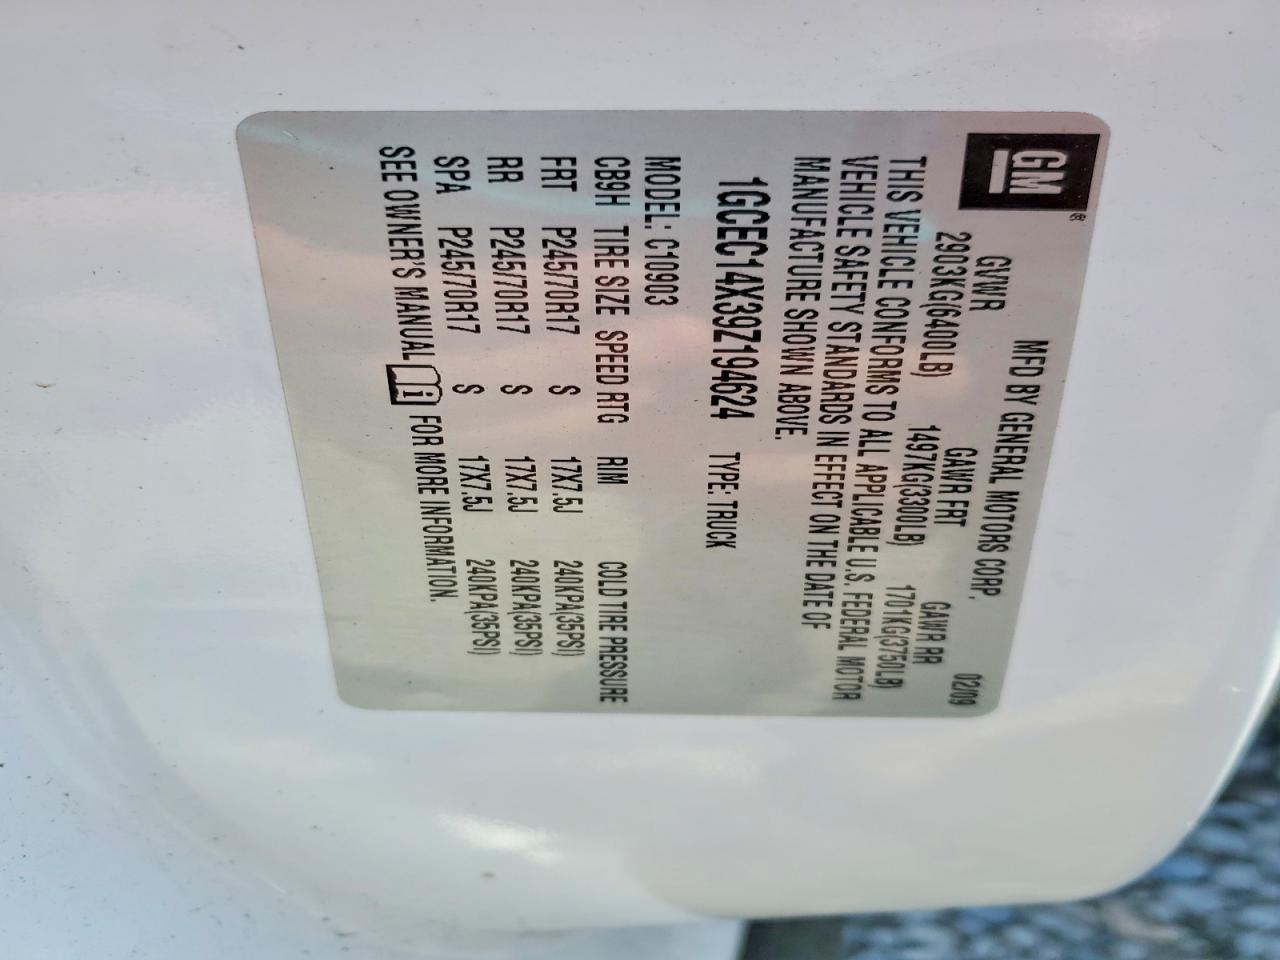 GM®
MFD BY GENERAL MOTORS CORP. 02/09
GVWR GAWR FRT GAWR RR
2903KG(6400LB) 1497KG(3300LB) 1701KG(3750LB)
THIS VEHICLE CONFORMS TO ALL APPLICABLE U.S. FEDERAL MOTOR
VEHICLE SAFETY STANDARDS IN EFFECT ON THE DATE OF
MANUFACTURE SHOWN ABOVE.
1GCEC14X39Z194624 TYPE: TRUCK
MODEL: C10903
CB9H TIRE SIZE SPEED RTG RIM COLD TIRE PRESSURE
FRT P245/70R17 S 17X7.5J 240KPA(35PSI)
RR P245/70R17 S 17X7.5J 240KPA(35PSI)
SPA P245/70R17 S 17X7.5J 240KPA(35PSI)
SEE OWNER'S MANUAL i FOR MORE INFORMATION.